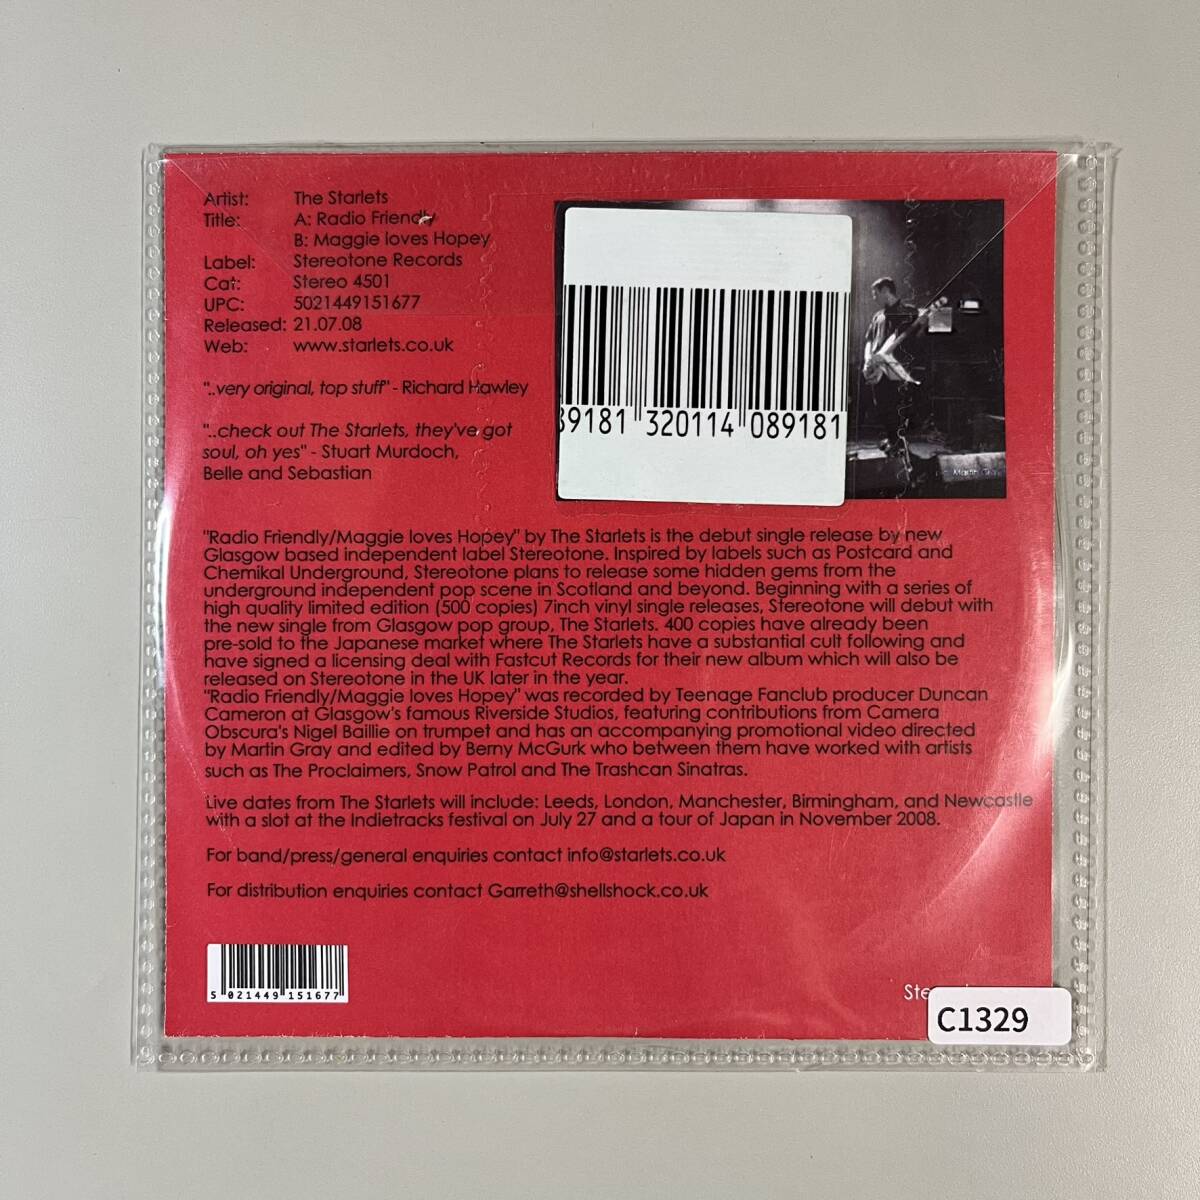 Artist: The Starlets
Title: A: Radio Friendly
B: Maggie loves Hopey
Label: Stereotone Records
Cat: Stereo 4501
UPC: 5021449151677
Released: 21.07.08
Web: www.starlets.co.uk
"..very original, top stuff" - Richard Hawley
"..check out The Starlets, they've got
soul, oh yes" - Stuart Murdoch,
Belle and Sebastian
89181 320114 089181
"Radio Friendly/Maggie loves Hopey" by The Starlets is the debut single release by new
Glasgow based independent label Stereotone. Inspired by labels such as Postcard and
Chemikal Underground, Stereotone plans to release some hidden gems from the
underground independent pop scene in Scotland and beyond. Beginning with a series of
high quality limited edition (500 copies) 7inch vinyl single releases, Stereotone will debut with
the new single from Glasgow pop group, The Starlets. 400 copies have already been
pre-sold to the Japanese market where The Starlets have a substantial cult following and
have signed a licensing deal with Fastcut Records for their new album which will also be
released on Stereotone in the UK later in the year.
"Radio Friendly/Maggie loves Hopey" was recorded by Teenage Fanclub producer Duncan
Cameron at Glasgow's famous Riverside Studios, featuring contributions from Camera
Obscura's Nigel Baillie on trumpet and has an accompanying promotional video directed
by Martin Gray and edited by Berny McGurk who between them have worked with artists
such as The Proclaimers, Snow Patrol and The Trashcan Sinatras.
Live dates from The Starlets will include: Leeds, London, Manchester, Birmingham, and Newcastle
with a slot at the Indietracks festival on July 27 and a tour of Japan in November 2008.
For band/press/general enquiries contact info@starlets.co.uk
For distribution enquiries contact Garreth@shellshock.co.uk
5 021449 151677
C1329